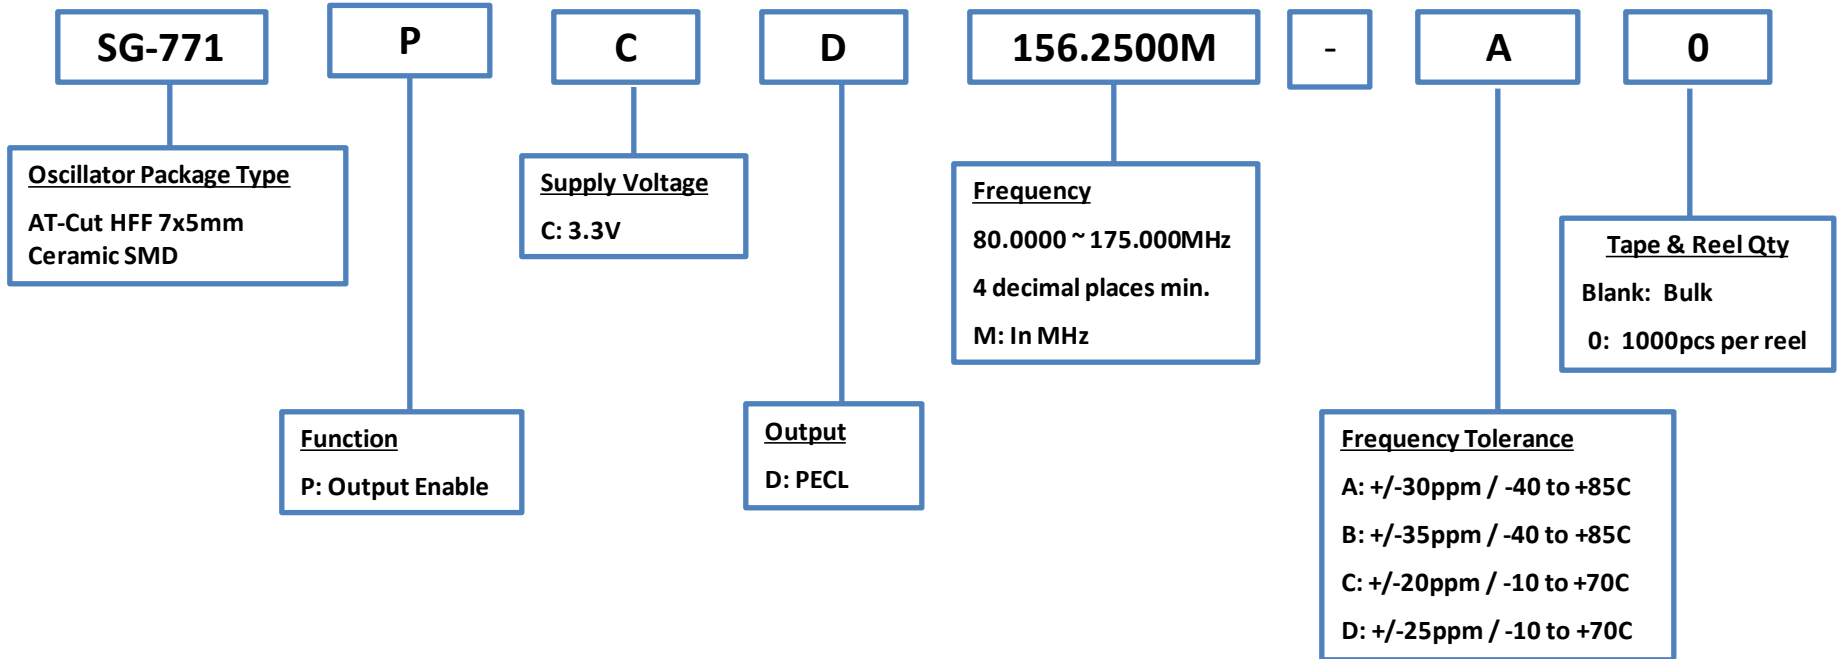 SG-771 P C D 156.2500M - A 0
Oscillator Package Type
AT-Cut HFF 7x5mm
Ceramic SMD
Supply Voltage
C: 3.3V
Frequency
80.0000 ~ 175.000MHz
4 decimal places min.
M: In MHz
Tape & Reel Qty
Blank: Bulk
0: 1000pcs per reel
Function
P: Output Enable
Output
D: PECL
Frequency Tolerance
A: +/-30ppm / -40 to +85C
B: +/-35ppm / -40 to +85C
C: +/-20ppm / -10 to +70C
D: +/-25ppm / -10 to +70C